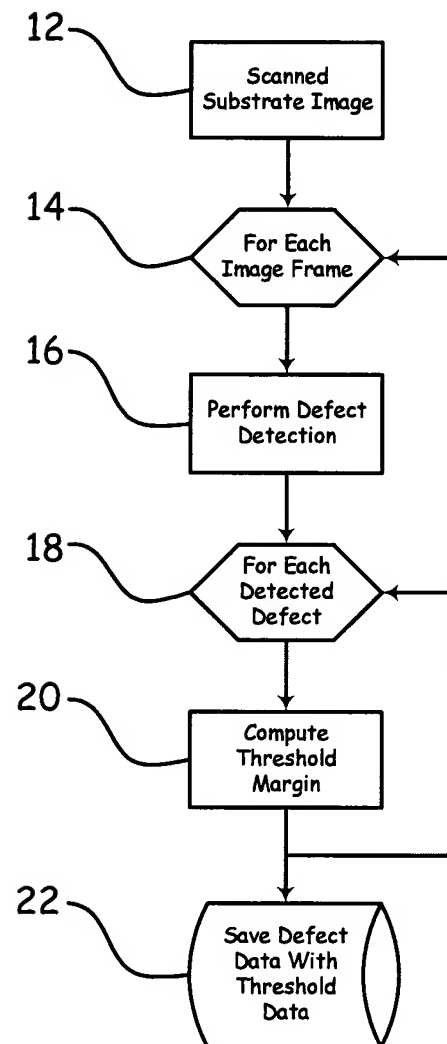 12
Scanned
Substrate Image
14
For Each
Image Frame
16
Perform Defect
Detection
18
For Each
Detected
Defect
20
Compute
Threshold
Margin
22
Save Defect
Data With
Threshold
Data